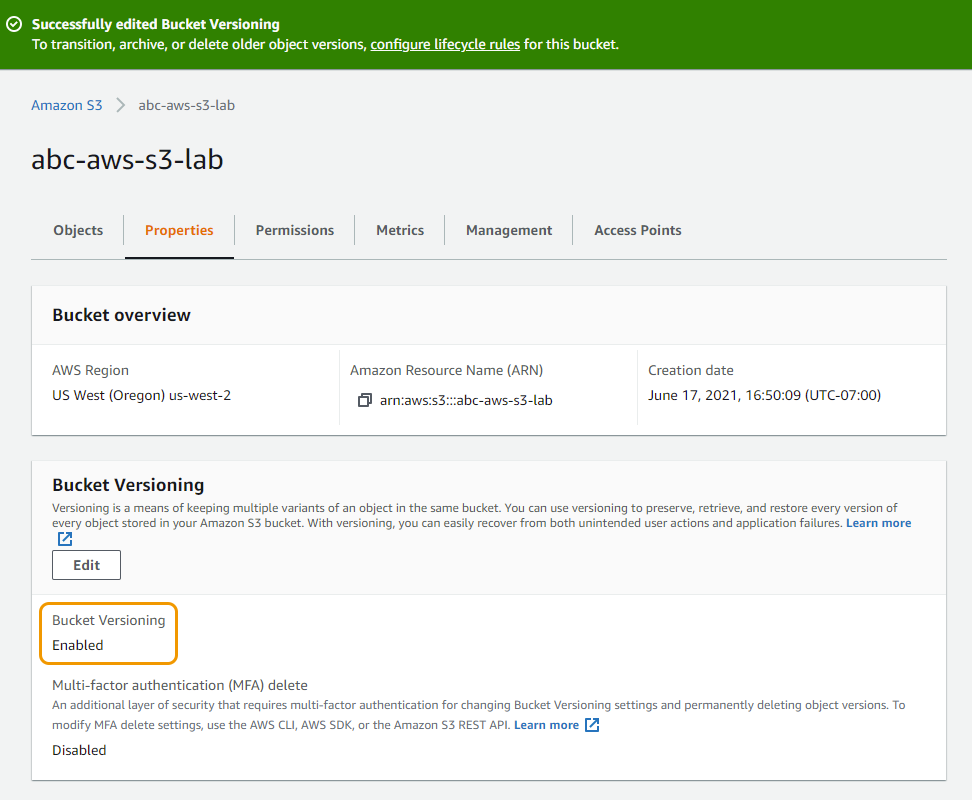 Successfully edited Bucket Versioning
To transition, archive, or delete older object versions, configure lifecycle rules for this bucket.
Amazon S3 > abc-aws-s3-lab
abc-aws-s3-lab
Objects Properties Permissions Metrics Management Access Points
Bucket overview
AWS Region
US West (Oregon) us-west-2
Amazon Resource Name (ARN)
arn:aws:s3:::abc-aws-s3-lab
Creation date
June 17, 2021, 16:50:09 (UTC-07:00)
Bucket Versioning
Versioning is a means of keeping multiple variants of an object in the same bucket. You can use versioning to preserve, retrieve, and restore every version of
every object stored in your Amazon S3 bucket. With versioning, you can easily recover from both unintended user actions and application failures. Learn more
Edit
Bucket Versioning
Enabled
Multi-factor authentication (MFA) delete
An additional layer of security that requires multi-factor authentication for changing Bucket Versioning settings and permanently deleting object versions. To
modify MFA delete settings, use the AWS CLI, AWS SDK, or the Amazon S3 REST API. Learn more
Disabled